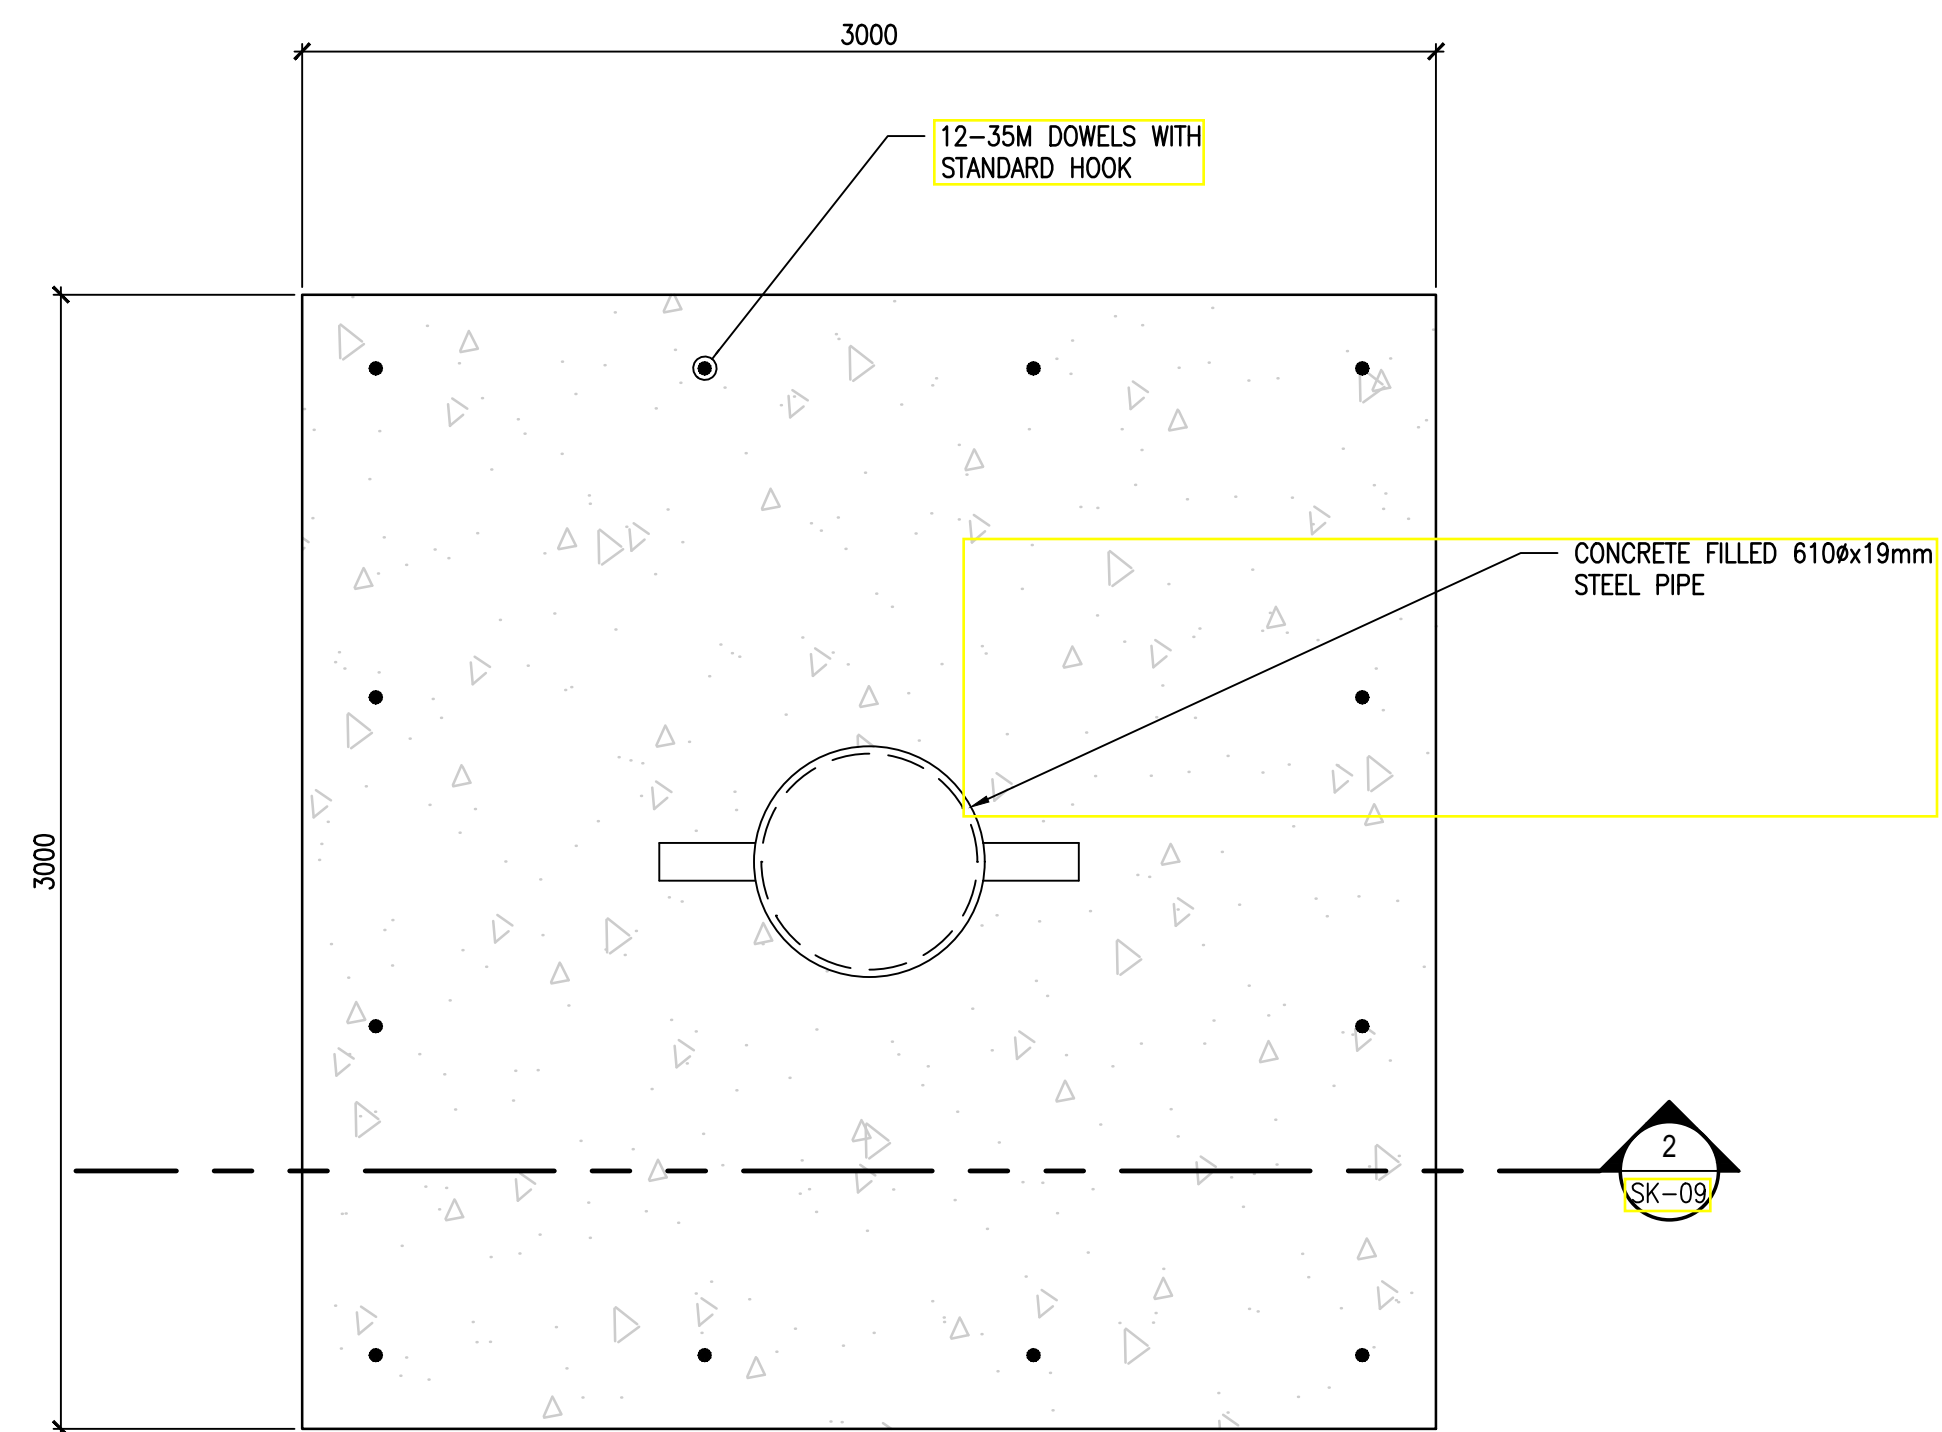 3000
12-35M DOWELS WITH
STANDARD HOOK
CONCRETE FILLED 610øx19mm
STEEL PIPE
3000
2
SK-09